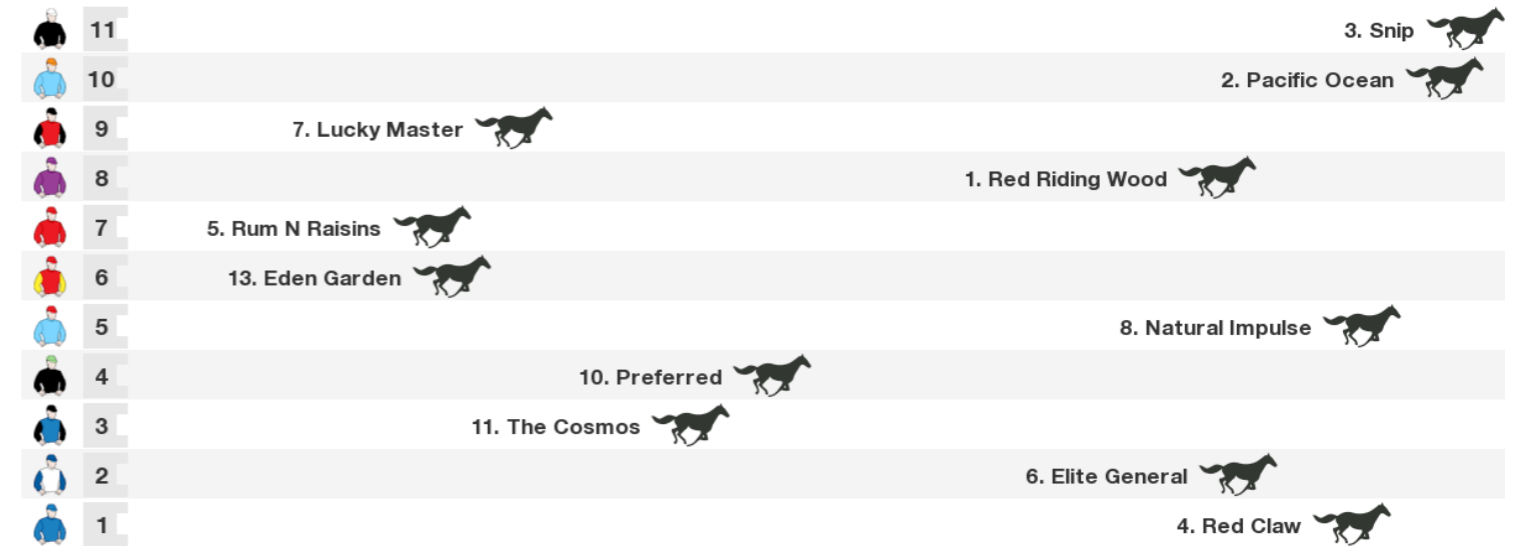 11 3. Snip
10 2. Pacific Ocean
9 7. Lucky Master
8 1. Red Riding Wood
7 5. Rum N Raisins
6 13. Eden Garden
5 8. Natural Impulse
4 10. Preferred
3 11. The Cosmos
2 6. Elite General
1 4. Red Claw